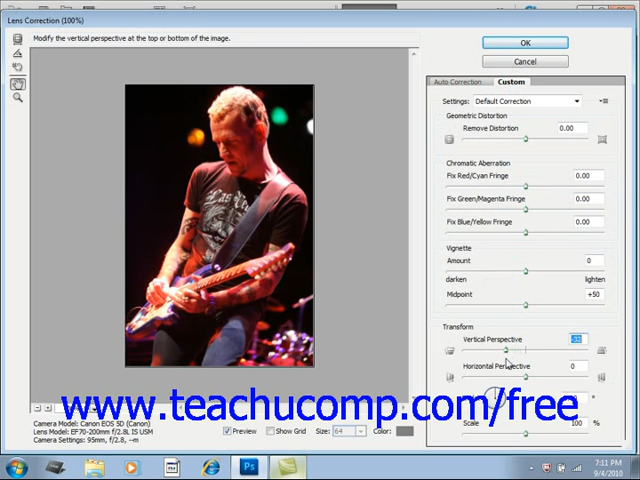 Lens Correction (100%)
Modify the vertical perspective at the top or bottom of the image.
OK
Cancel
Auto Correction Custom
Settings: Default Correction
Geometric Distortion
Remove Distortion 0.00
Chromatic Aberration
Fix Red/Cyan Fringe 0.00
Fix Green/Magenta Fringe 0.00
Fix Blue/Yellow Fringe 0.00
Vignette
Amount 0
darken lighten
Midpoint +50
Transform
Vertical Perspective
Horizontal Perspective 0
°
Scale 100 %
www.teachucomp.com/free
Camera Model: Canon EOS 5D (Canon)
Lens Model: EF70-200mm f/2.8L IS USM
Camera Settings: 95mm, f/2.8, --m
Preview Show Grid Size: 64 Color:
Ps
7:11 PM
9/4/2010